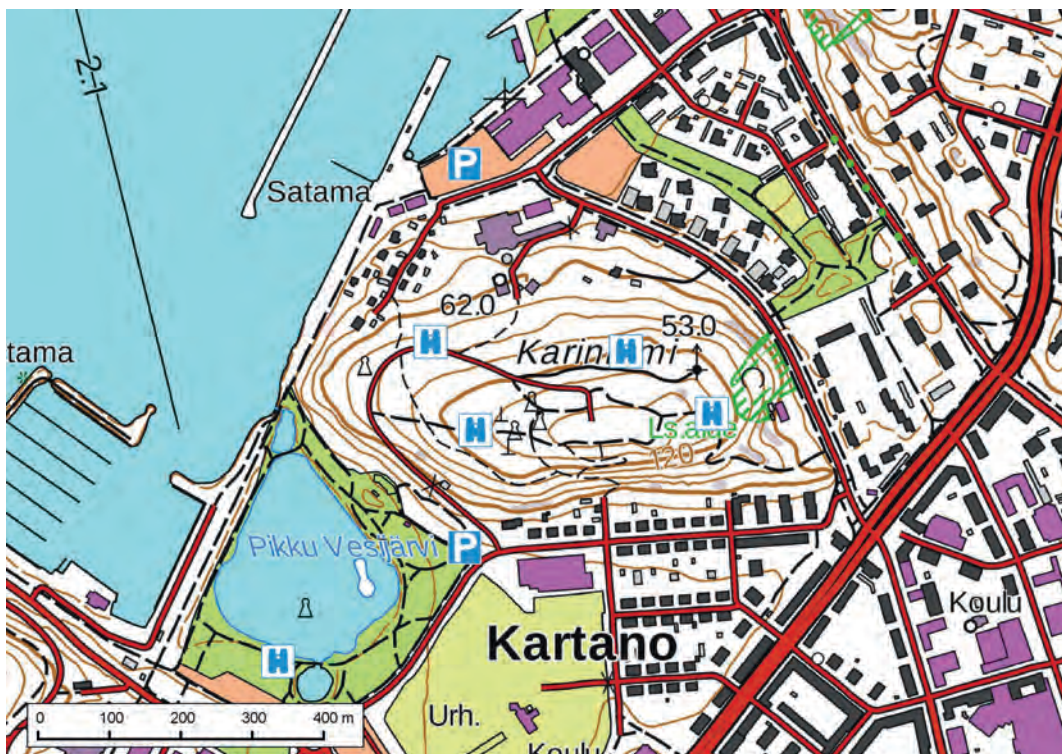 2.1
P
Satama
62.0
53.0
tama
Ls.alue
120
Pikku Vesijärvi
P
Koulu
Kartano
0 100 200 300 400 m
Urh.
Koulu